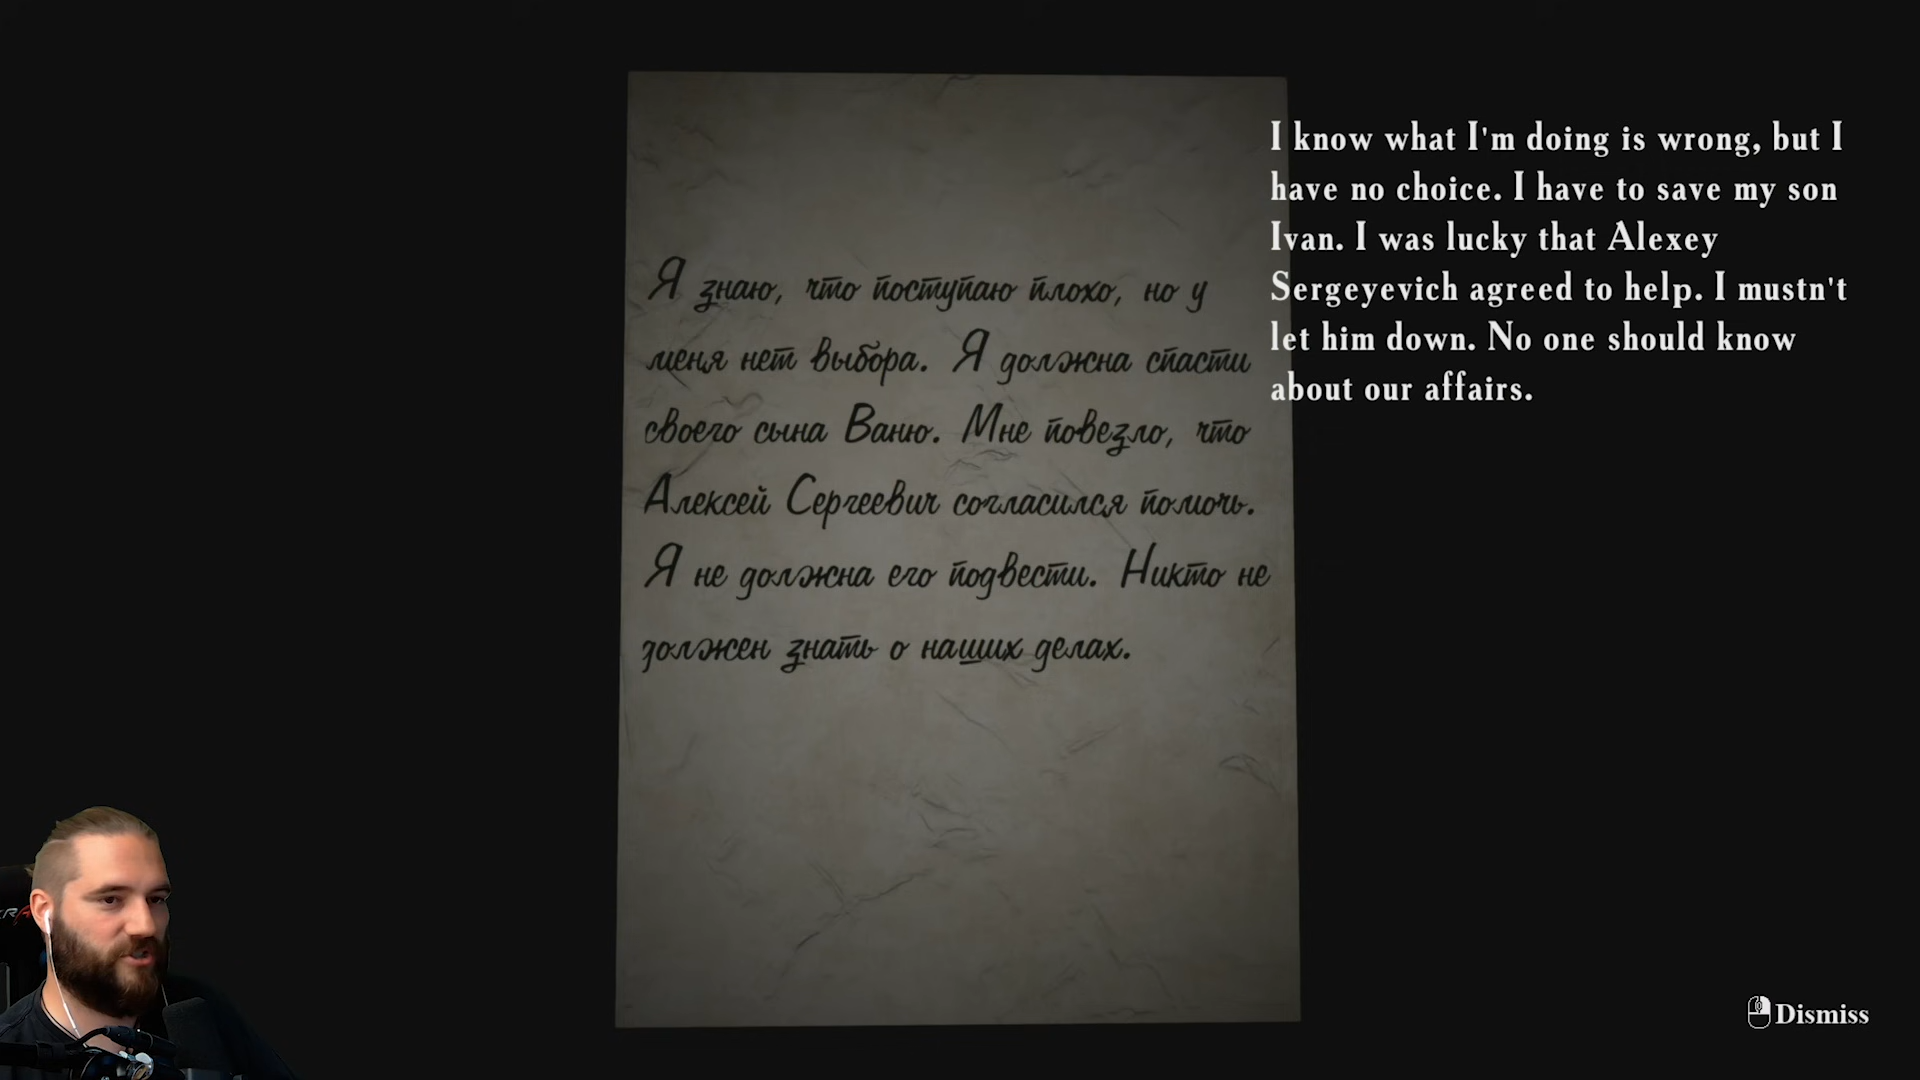 Я знаю, что поступаю плохо, но у
меня нет выбора. Я должна спасти
своего сына Ваню. Мне повезло, что
Алексей Сергеевич согласился помочь.
Я не должна его подвести. Никто не
должен знать о наших делах.
I know what I'm doing is wrong, but I
have no choice. I have to save my son
Ivan. I was lucky that Alexey
Sergeyevich agreed to help. I mustn't
let him down. No one should know
about our affairs.
Dismiss